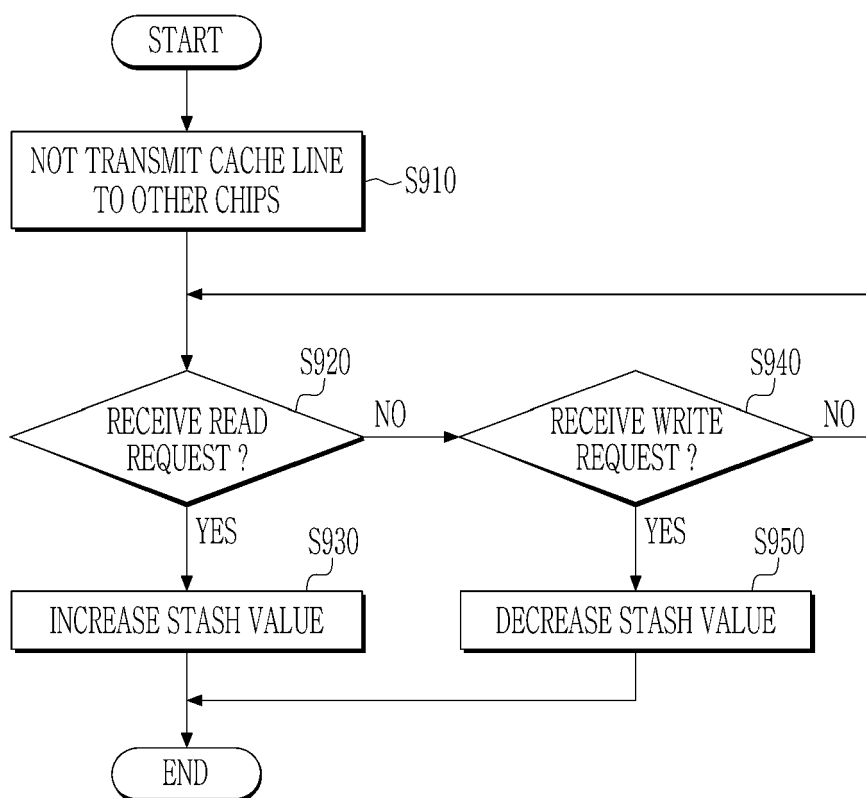 START
NOT TRANSMIT CACHE LINE
TO OTHER CHIPS
S910
S920
RECEIVE READ
REQUEST ?
NO
S940
RECEIVE WRITE
REQUEST ?
NO
YES
YES
S930
INCREASE STASH VALUE
S950
DECREASE STASH VALUE
END